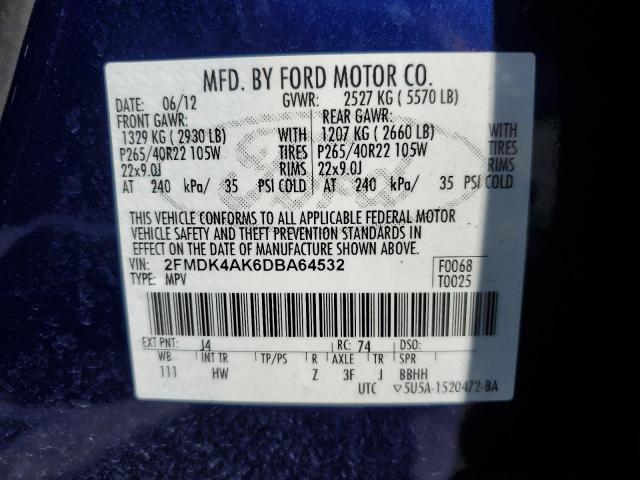 MFD. BY FORD MOTOR CO.
DATE: 06/12 GVWR: 2527 KG ( 5570 LB)
FRONT GAWR: REAR GAWR:
1329 KG ( 2930 LB) WITH 1207 KG ( 2660 LB) WITH
P265/40R22 105W TIRES P265/40R22 105W TIRES
22x9.0J RIMS 22x9.0J RIMS
AT 240 kPa/ 35 PSI COLD AT 240 kPa/ 35 PSI COLD
THIS VEHICLE CONFORMS TO ALL APPLICABLE FEDERAL MOTOR
VEHICLE SAFETY AND THEFT PREVENTION STANDARDS IN
EFFECT ON THE DATE OF MANUFACTURE SHOWN ABOVE.
VIN: 2FMDK4AK6DBA64532 F0068
TYPE: MPV T0025
EXT PNT: J4 RC: 74 DSO:
WB INT TR TP/PS R AXLE TR SPR
111 HW Z 3F J BBHH
UTC ▽5U5A-1520472-BA
Ford